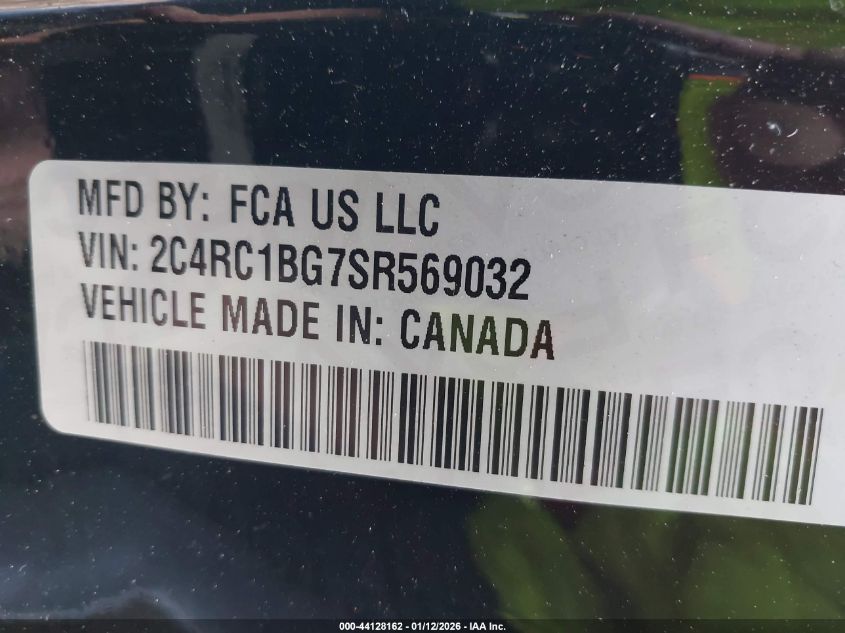 MFD BY: FCA US LLC
VIN: 2C4RC1BG7SR569032
VEHICLE MADE IN: CANADA
000-44128162 - 01/12/2026 - IAA Inc.